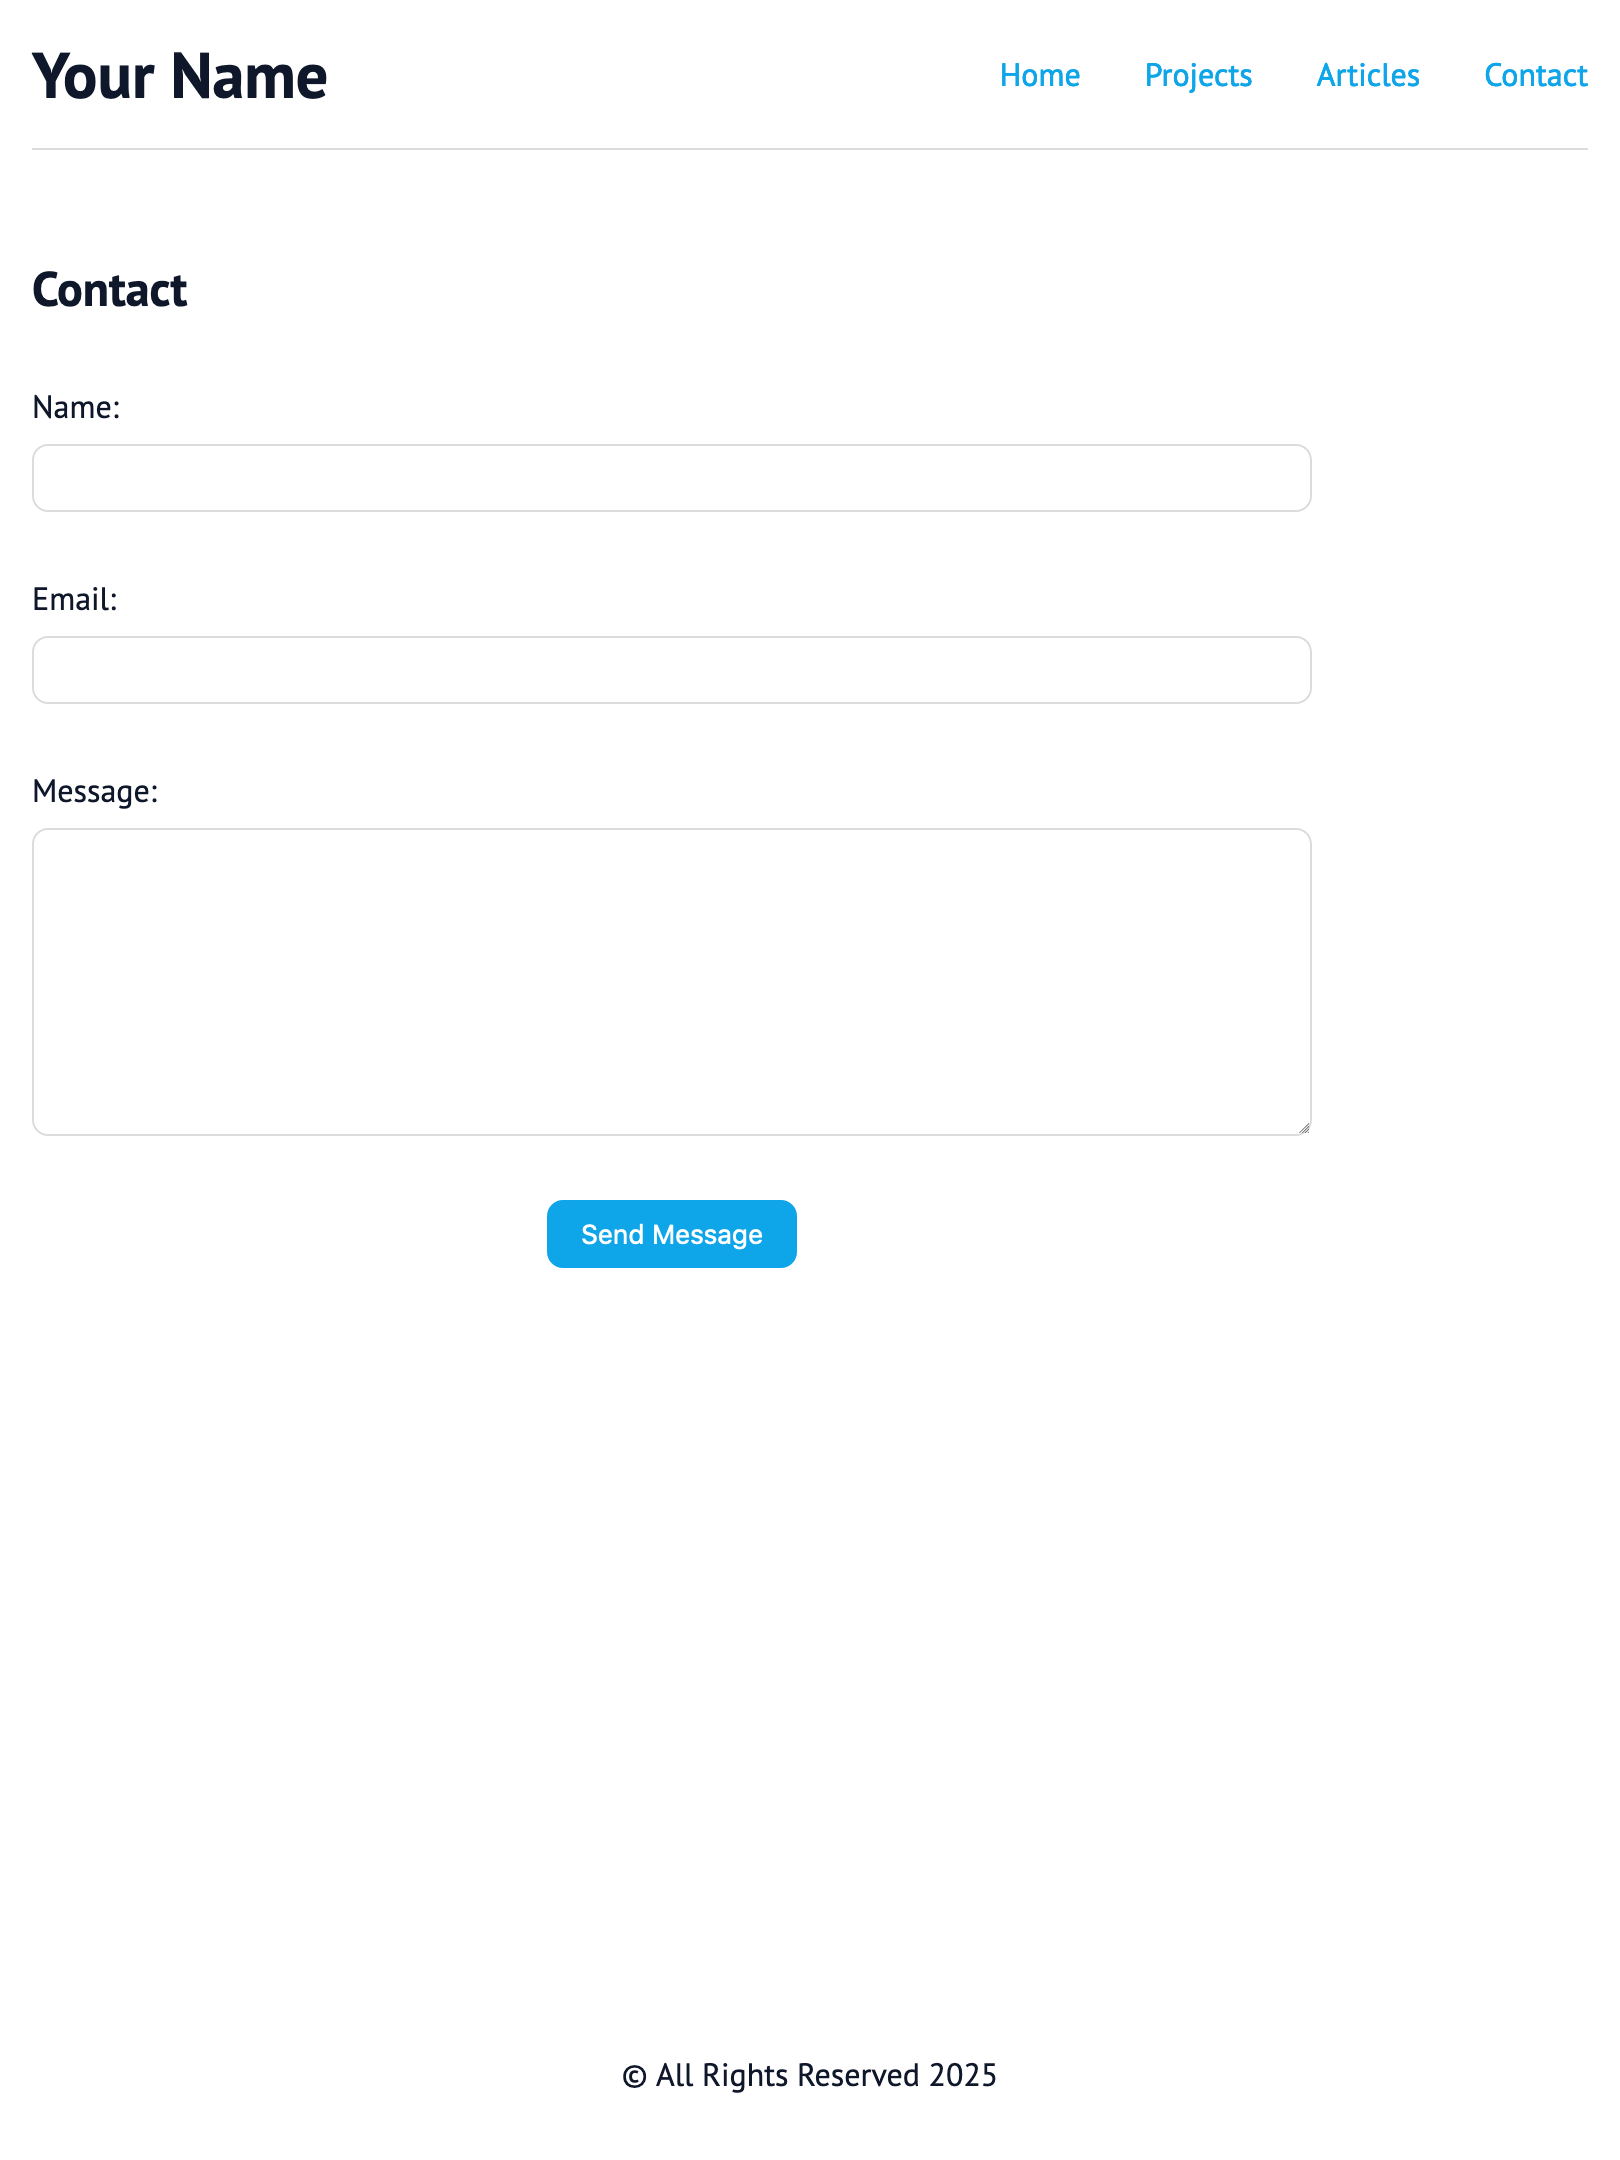 Your Name
Home Projects Articles Contact
Contact
Name:
Email:
Message:
Send Message
© All Rights Reserved 2025